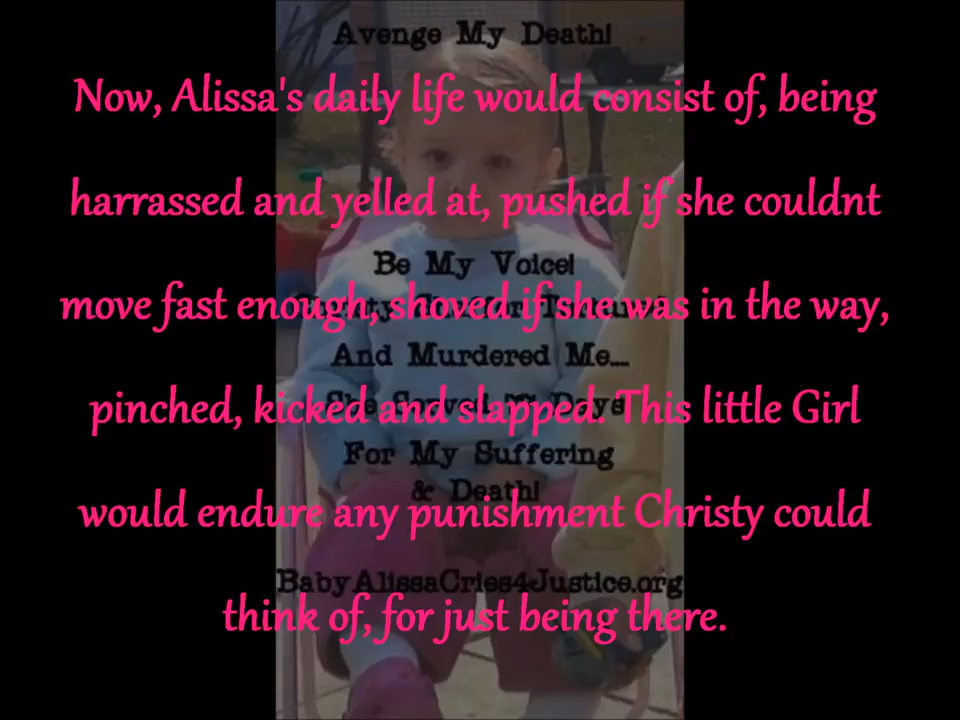 Avenge My Death!
Now, Alissa's daily life would consist of, being
harrassed and yelled at, pushed if she couldnt
Be My Voice!
move fast enough, shoved if she was in the way,
And Murdered Me....
pinched, kicked and slapped. This little Girl
She Served Days
For My Suffering
& Death!
would endure any punishment Christy could
BabyAlissaCries4Justice.org
think of, for just being there.